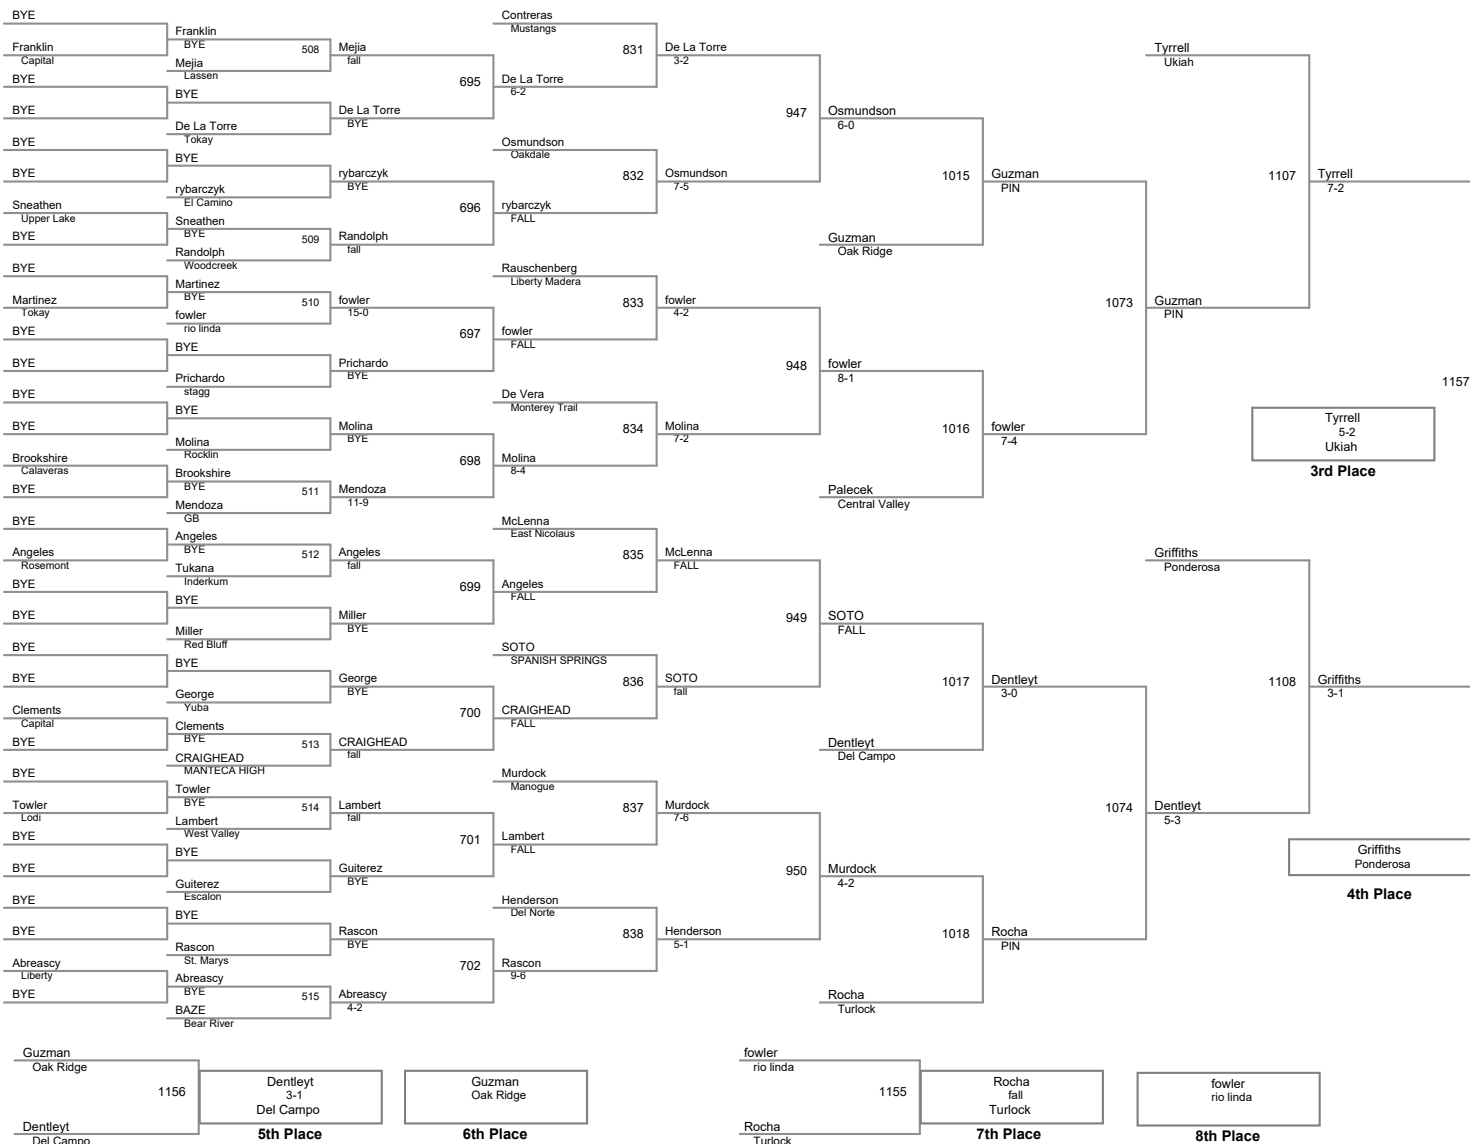 BYE
Franklin
Capital
BYE
BYE
BYE
BYE
Sneathen
Upper Lake
BYE
BYE
Martinez
Tokay
BYE
BYE
BYE
BYE
Brookshire
Calaveras
BYE
BYE
Angeles
Rosemont
BYE
BYE
BYE
BYE
Clements
Capital
BYE
BYE
Towler
Lodi
BYE
BYE
BYE
BYE
Abreascy
Liberty
BYE
Franklin
BYE
508
Mejia
Lassen
BYE
De La Torre
Tokay
BYE
rybarczyk
El Camino
Sneathen
BYE
509
Randolph
Woodcreek
Martinez
BYE
510
fowler
rio linda
BYE
Prichardo
stagg
BYE
Molina
Rocklin
Brookshire
BYE
511
Mendoza
GB
Angeles
BYE
512
Tukana
Inderkum
BYE
Miller
Red Bluff
BYE
George
Yuba
Clements
BYE
513
CRAIGHEAD
MANTECA HIGH
Towler
BYE
514
Lambert
West Valley
BYE
Guiterez
Escalon
BYE
Rascon
St. Marys
Abreascy
BYE
515
BAZE
Bear River
Mejia
fall
695
De La Torre
BYE
rybarczyk
BYE
696
Randolph
fall
fowler
15-0
697
Prichardo
BYE
Molina
BYE
698
Mendoza
11-9
Angeles
fall
699
Miller
BYE
George
BYE
700
CRAIGHEAD
fall
Lambert
fall
701
Guiterez
BYE
Rascon
BYE
702
Abreascy
4-2
Contreras
Mustangs
831
De La Torre
6-2
Osmundson
Oakdale
832
rybarczyk
FALL
Rauschenberg
Liberty Madera
833
fowler
FALL
De Vera
Monterey Trail
834
Molina
8-4
McLenna
East Nicolaus
835
Angeles
FALL
SOTO
SPANISH SPRINGS
836
CRAIGHEAD
FALL
Murdock
Manogue
837
Lambert
FALL
Henderson
Del Norte
838
Rascon
9-6
De La Torre
3-2
947
Osmundson
7-5
fowler
4-2
948
Molina
7-2
McLenna
FALL
949
SOTO
fall
Murdock
7-6
950
Henderson
5-1
Osmundson
6-0
1015
Guzman
Oak Ridge
fowler
8-1
1016
Palecek
Central Valley
SOTO
FALL
1017
Dentleyt
Del Campo
Murdock
4-2
1018
Rocha
Turlock
Guzman
PIN
1073
fowler
7-4
Dentleyt
3-0
1074
Rocha
PIN
Tyrrell
Ukiah
1107
Guzman
PIN
Griffiths
Ponderosa
1108
Dentleyt
5-3
Tyrrell
7-2
1157
Griffiths
3-1
Tyrrell
5-2
Ukiah
3rd Place
Griffiths
Ponderosa
4th Place
Guzman
Oak Ridge
1156
Dentleyt
Del Campo
Dentleyt
3-1
Del Campo
5th Place
Guzman
Oak Ridge
6th Place
fowler
rio linda
1155
Rocha
Turlock
Rocha
fall
Turlock
7th Place
fowler
rio linda
8th Place